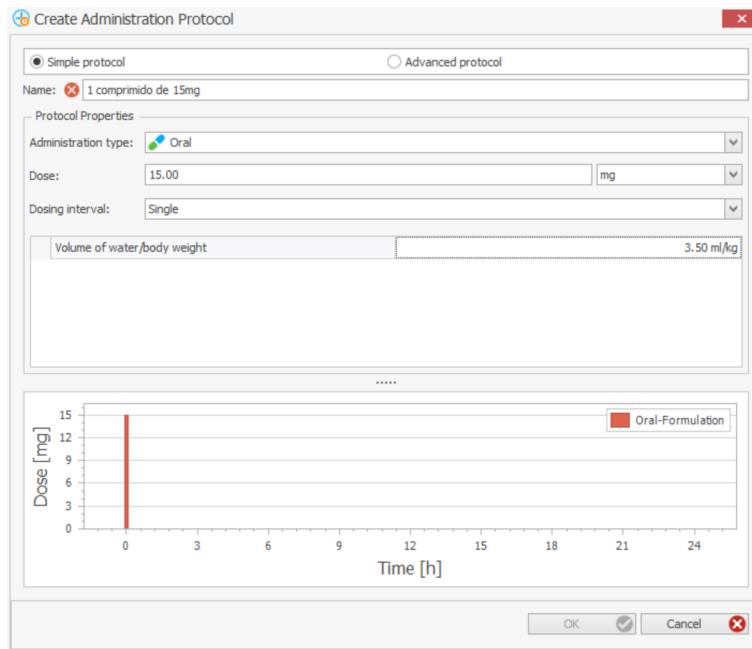 Create Administration Protocol
Simple protocol Advanced protocol
Name: 1 comprimido de 15mg
Protocol Properties
Administration type: Oral
Dose: 15.00 mg
Dosing interval: Single
Volume of water/body weight 3.50 ml/kg
Oral-Formulation
Dose [mg]
15
12
9
6
3
0
0 3 6 9 12 15 18 21 24
Time [h]
OK Cancel